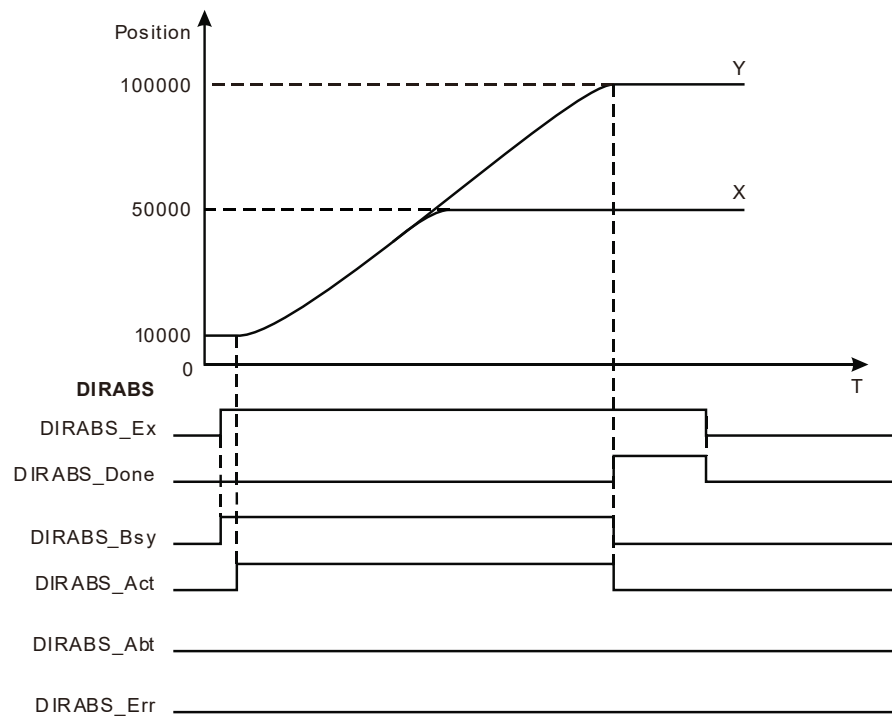 Position
Y
100000
X
50000
10000
0
T
DIRABS
DIRABS_Ex
DIRABS_Done
DIRABS_Bsy
DIRABS_Act
DIRABS_Abt
DIRABS_Err